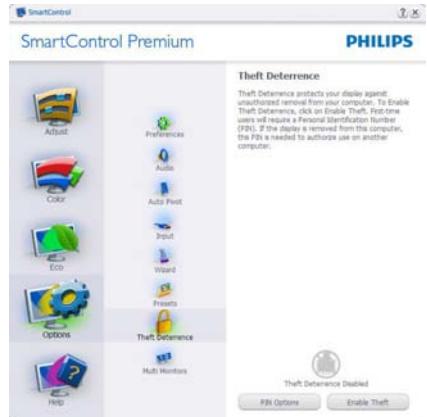 SmartControl
SmartControl Premium
PHILIPS
Adjust
Color
Eco
Options
Help
Preferences
Audio
Auto Pivot
Input
Wizard
Presets
Theft Deterrence
Multi Monitors
Theft Deterrence
Theft Deterrence protects your display against
unauthorized removal from your computer. To Enable
Theft Deterrence, click on Enable Theft. First-time
users will require a Personal Identification Number
(PIN). If the display is removed from this computer,
the PIN is needed to authorize use on another
computer.
Theft Deterrence Disabled
PIN Options
Enable Theft